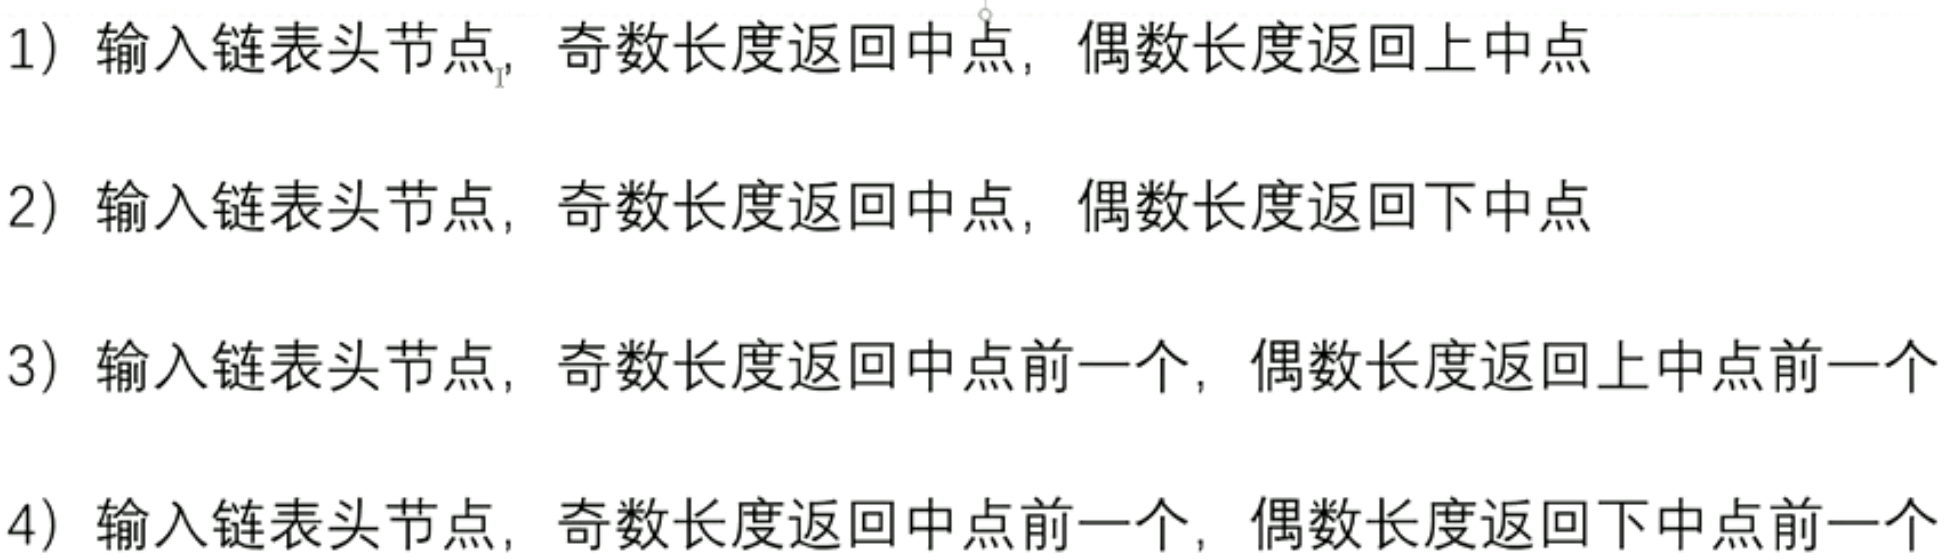 1）输入链表头节点，奇数长度返回中点，偶数长度返回上中点
2）输入链表头节点，奇数长度返回中点，偶数长度返回下中点
3）输入链表头节点，奇数长度返回中点前一个，偶数长度返回上中点前一个
4）输入链表头节点，奇数长度返回中点前一个，偶数长度返回下中点前一个